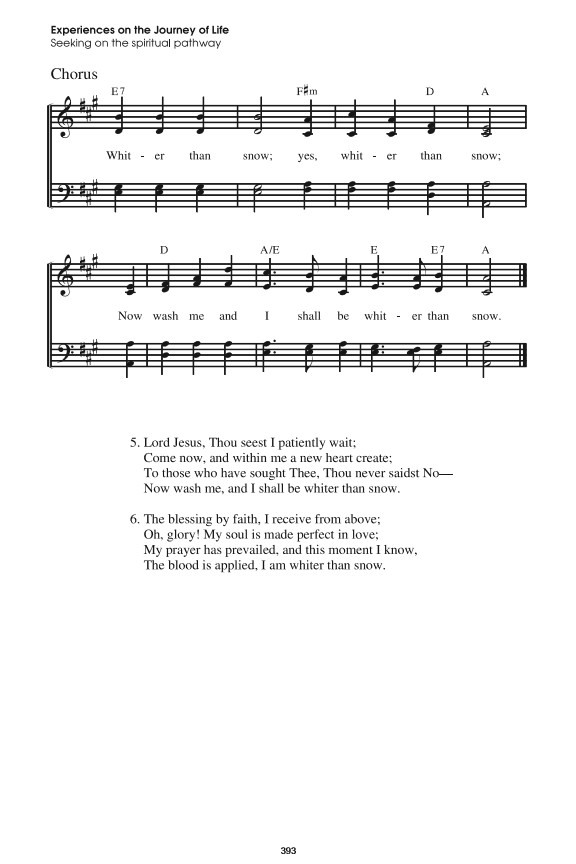 Experiences on the Journey of Life
Seeking on the spiritual pathway
Chorus
E7 F♯m D A
Whit - er than snow; yes, whit - er than snow;
D A/E E E7 A
Now wash me and I shall be whit - er than snow.
5. Lord Jesus, Thou seest I patiently wait;
Come now, and within me a new heart create;
To those who have sought Thee, Thou never saidst No—
Now wash me, and I shall be whiter than snow.
6. The blessing by faith, I receive from above;
Oh, glory! My soul is made perfect in love;
My prayer has prevailed, and this moment I know,
The blood is applied, I am whiter than snow.
393